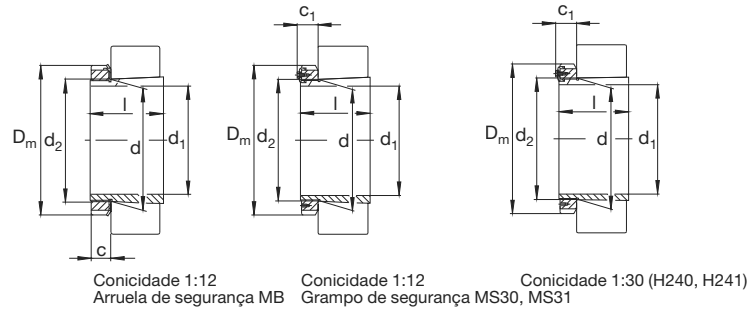 c1 c1
l l l
Dm d2 d d1 Dm d2 d d1 Dm d2 d d1
c
Conicidade 1:12 Conicidade 1:12 Conicidade 1:30 (H240, H241)
Arruela de segurança MB Grampo de segurança MS30, MS31